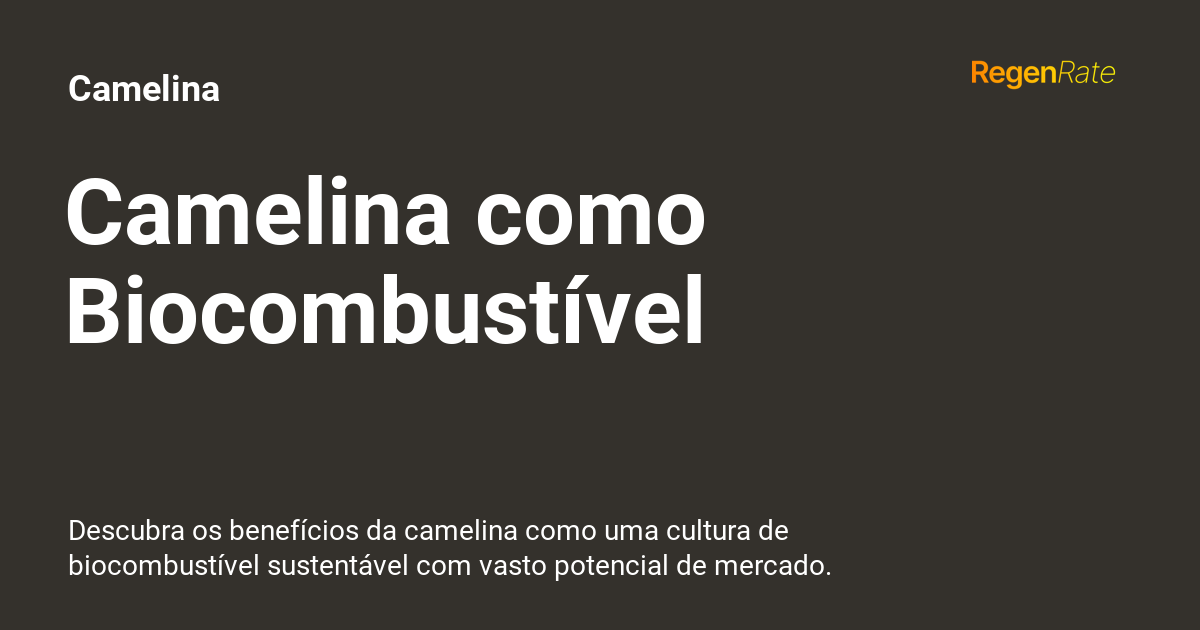 Camelina
RegenRate
Camelina como
Biocombustível
Descubra os benefícios da camelina como uma cultura de
biocombustível sustentável com vasto potencial de mercado.